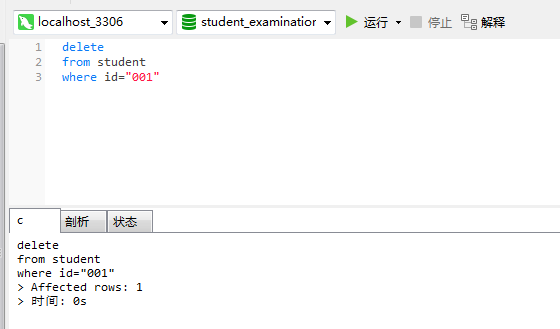 localhost_3306 student_examination 运行 停止 解释
1 delete
2 from student
3 where id="001"
c 剖析 状态
delete
from student
where id="001"
> Affected rows: 1
> 时间: 0s